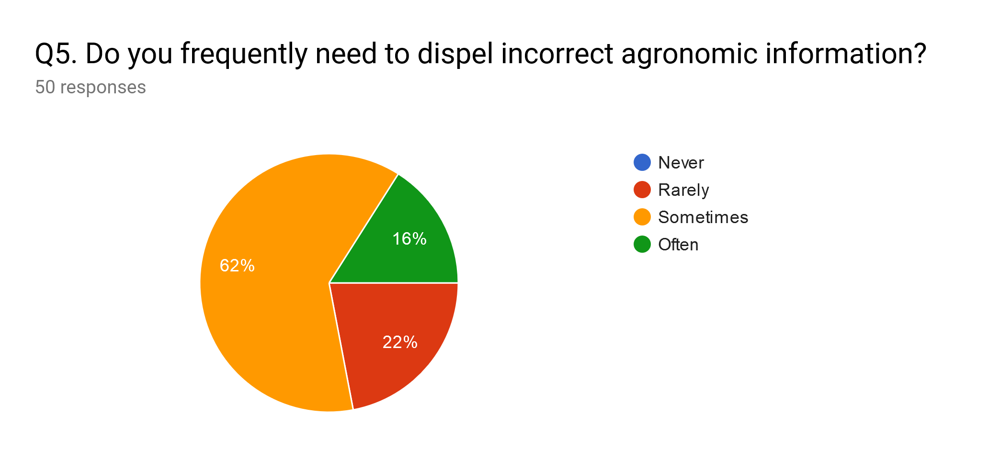 Q5. Do you frequently need to dispel incorrect agronomic information?
50 responses
Never
Rarely
Sometimes
Often
16%
62%
22%